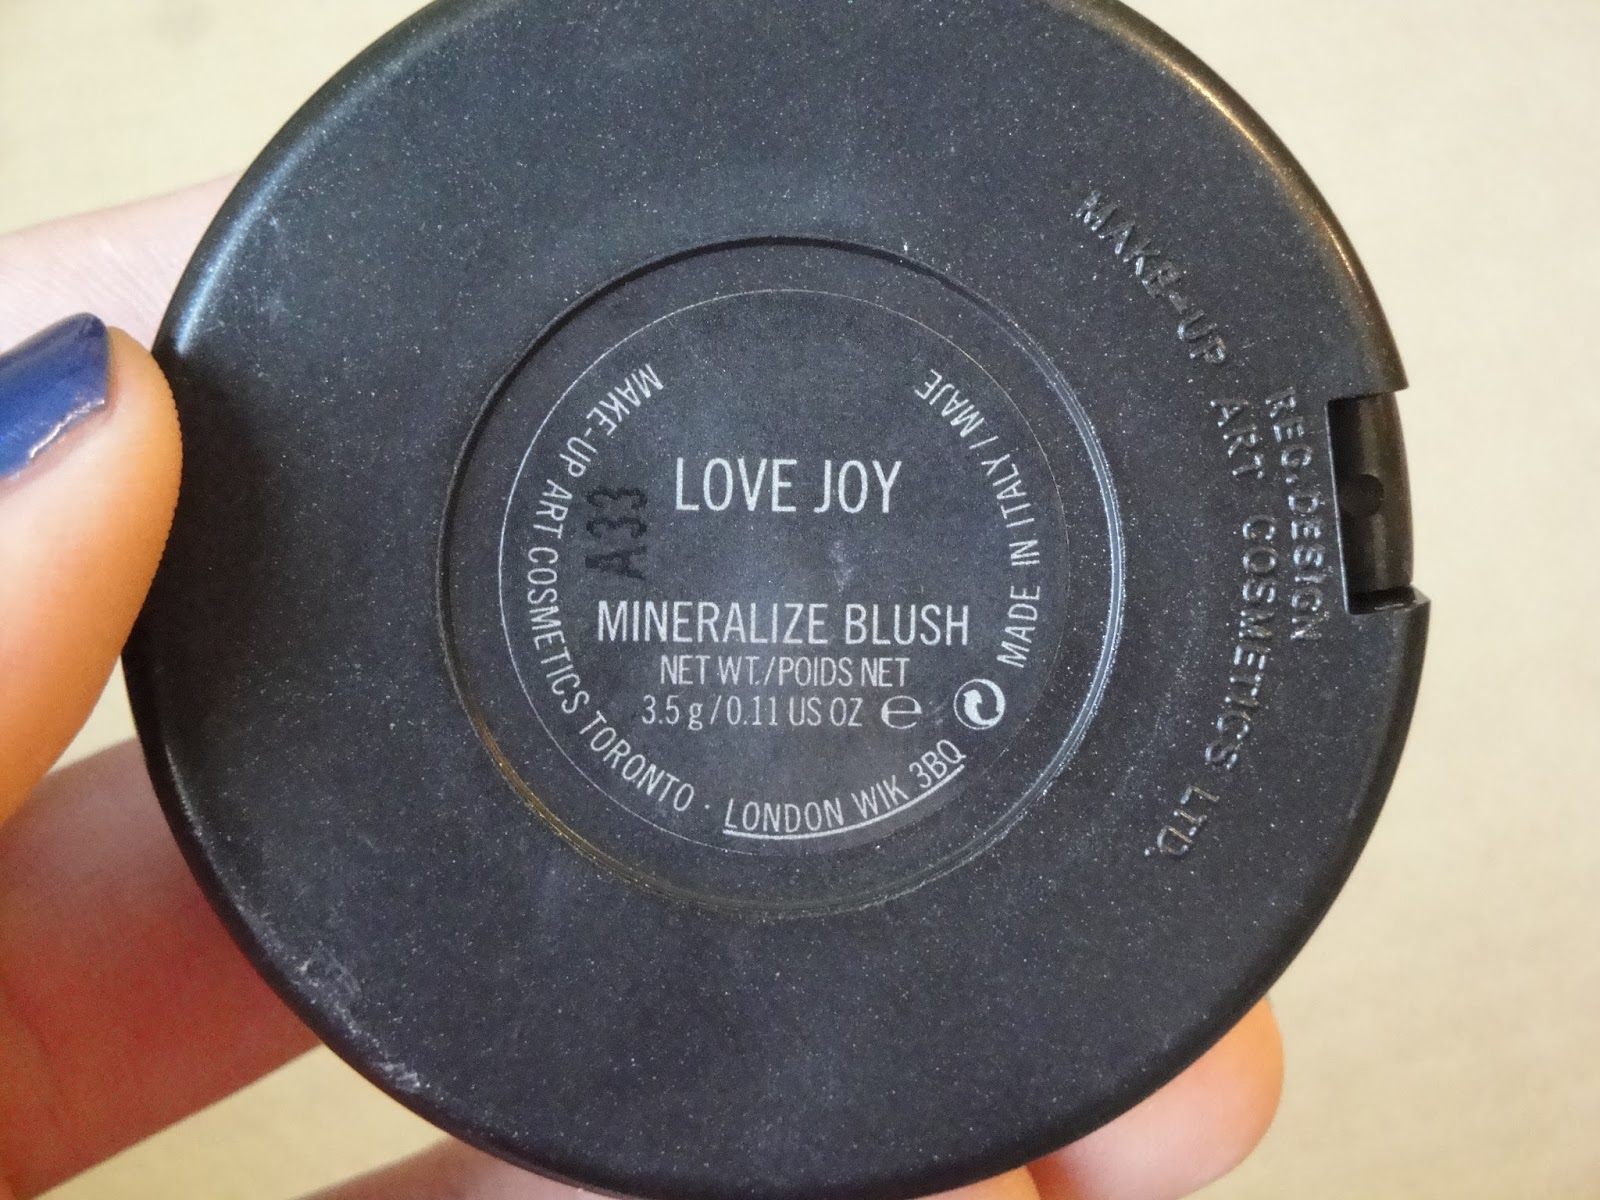 LOVE JOY
A33
MINERALIZE BLUSH
NET WT./POIDS NET
3.5 g/0.11 US OZ ℮
MAKE-UP ART COSMETICS TORONTO · LONDON WIK 3BQ
MADE IN ITALY/MAJE
MAKE-UP ART COSMETICS LTD.
REG.DESIGN